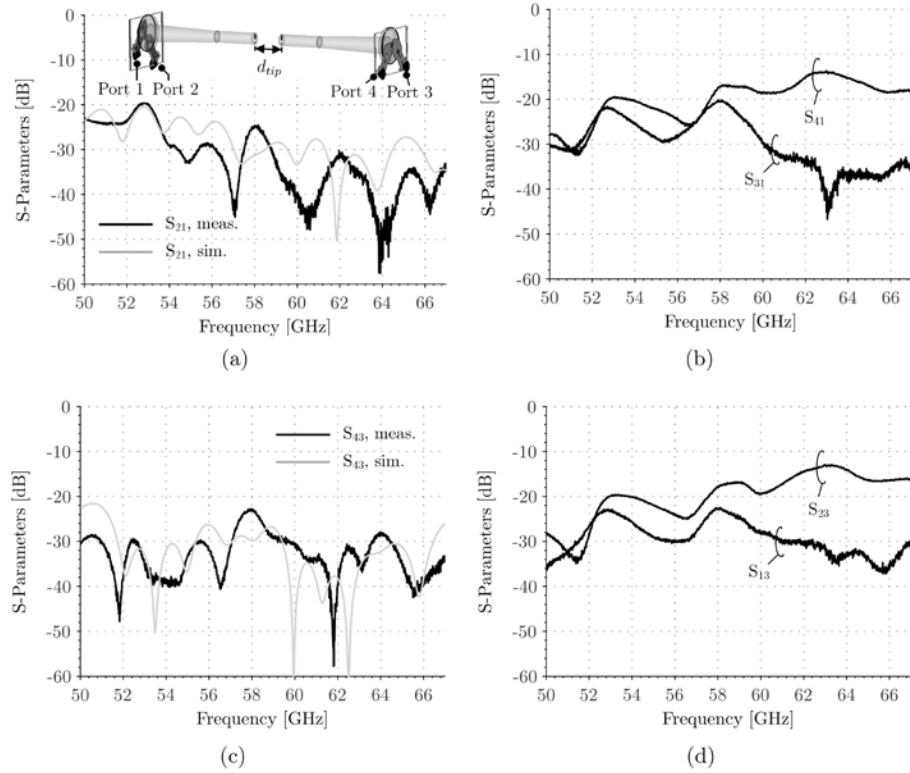 0
-10
-20
-30
-40
-50
-60
S-Parameters [dB]
Port 1 Port 2
d_tip
Port 4 Port 3
S₂₁, meas.
S₂₁, sim.
50 52 54 56 58 60 62 64 66
Frequency [GHz]
(a)
0
-10
-20
-30
-40
-50
-60
S-Parameters [dB]
S₄₁
S₃₁
50 52 54 56 58 60 62 64 66
Frequency [GHz]
(b)
0
-10
-20
-30
-40
-50
-60
S-Parameters [dB]
S₄₃, meas.
S₄₃, sim.
50 52 54 56 58 60 62 64 66
Frequency [GHz]
(c)
0
-10
-20
-30
-40
-50
-60
S-Parameters [dB]
S₂₃
S₁₃
50 52 54 56 58 60 62 64 66
Frequency [GHz]
(d)